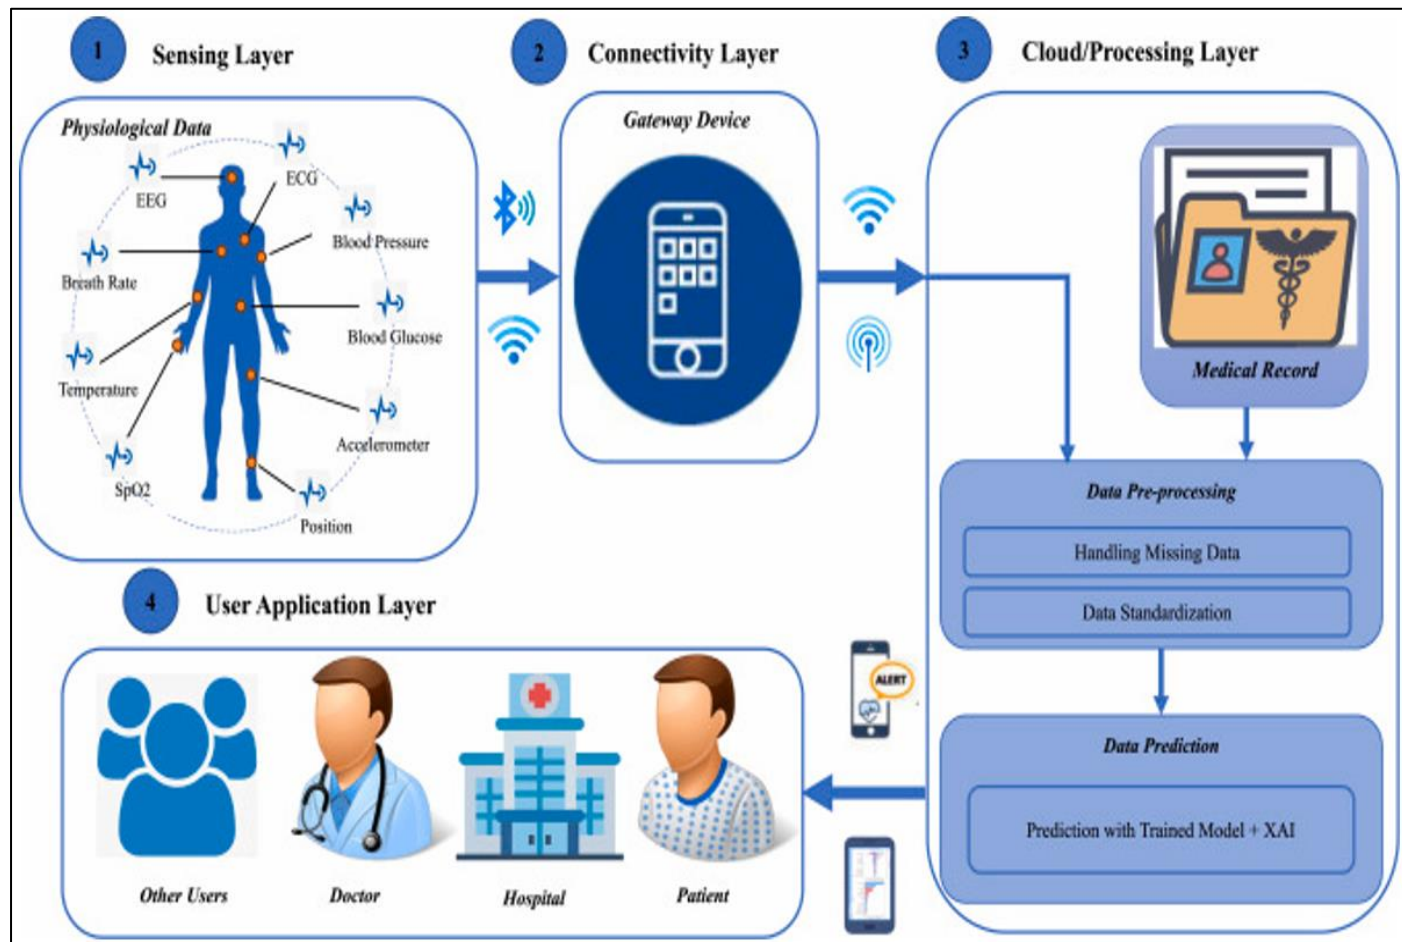 1
Sensing Layer
Physiological Data
EEG
ECG
Blood Pressure
Breath Rate
Blood Glucose
Temperature
Accelerometer
SpO2
Position
2
Connectivity Layer
Gateway Device
3
Cloud/Processing Layer
Medical Record
Data Pre-processing
Handling Missing Data
Data Standardization
Data Prediction
Prediction with Trained Model + XAI
ALERT
4
User Application Layer
Other Users
Doctor
Hospital
Patient